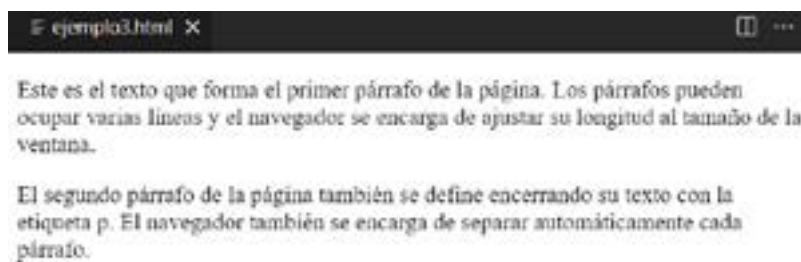 ejemplo3.html
Este es el texto que forma el primer párrafo de la página. Los párrafos pueden
ocupar varias líneas y el navegador se encarga de ajustar su longitud al tamaño de la
ventana.
El segundo párrafo de la página también se define encerrando su texto con la
etiqueta p. El navegador también se encarga de separar automáticamente cada
párrafo.